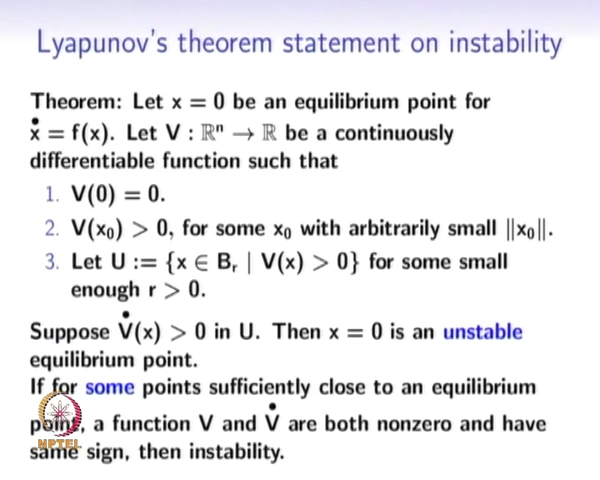 Lyapunov's theorem statement on instability
Theorem: Let x = 0 be an equilibrium point for
ẋ = f(x). Let V : ℝⁿ → ℝ be a continuously
differentiable function such that
1. V(0) = 0.
2. V(x₀) > 0, for some x₀ with arbitrarily small ||x₀||.
3. Let U := {x ∈ Bᵣ | V(x) > 0} for some small
enough r > 0.
Suppose V̇(x) > 0 in U. Then x = 0 is an unstable
equilibrium point.
If for some points sufficiently close to an equilibrium
point, a function V and V̇ are both nonzero and have
same sign, then instability.
NPTEL